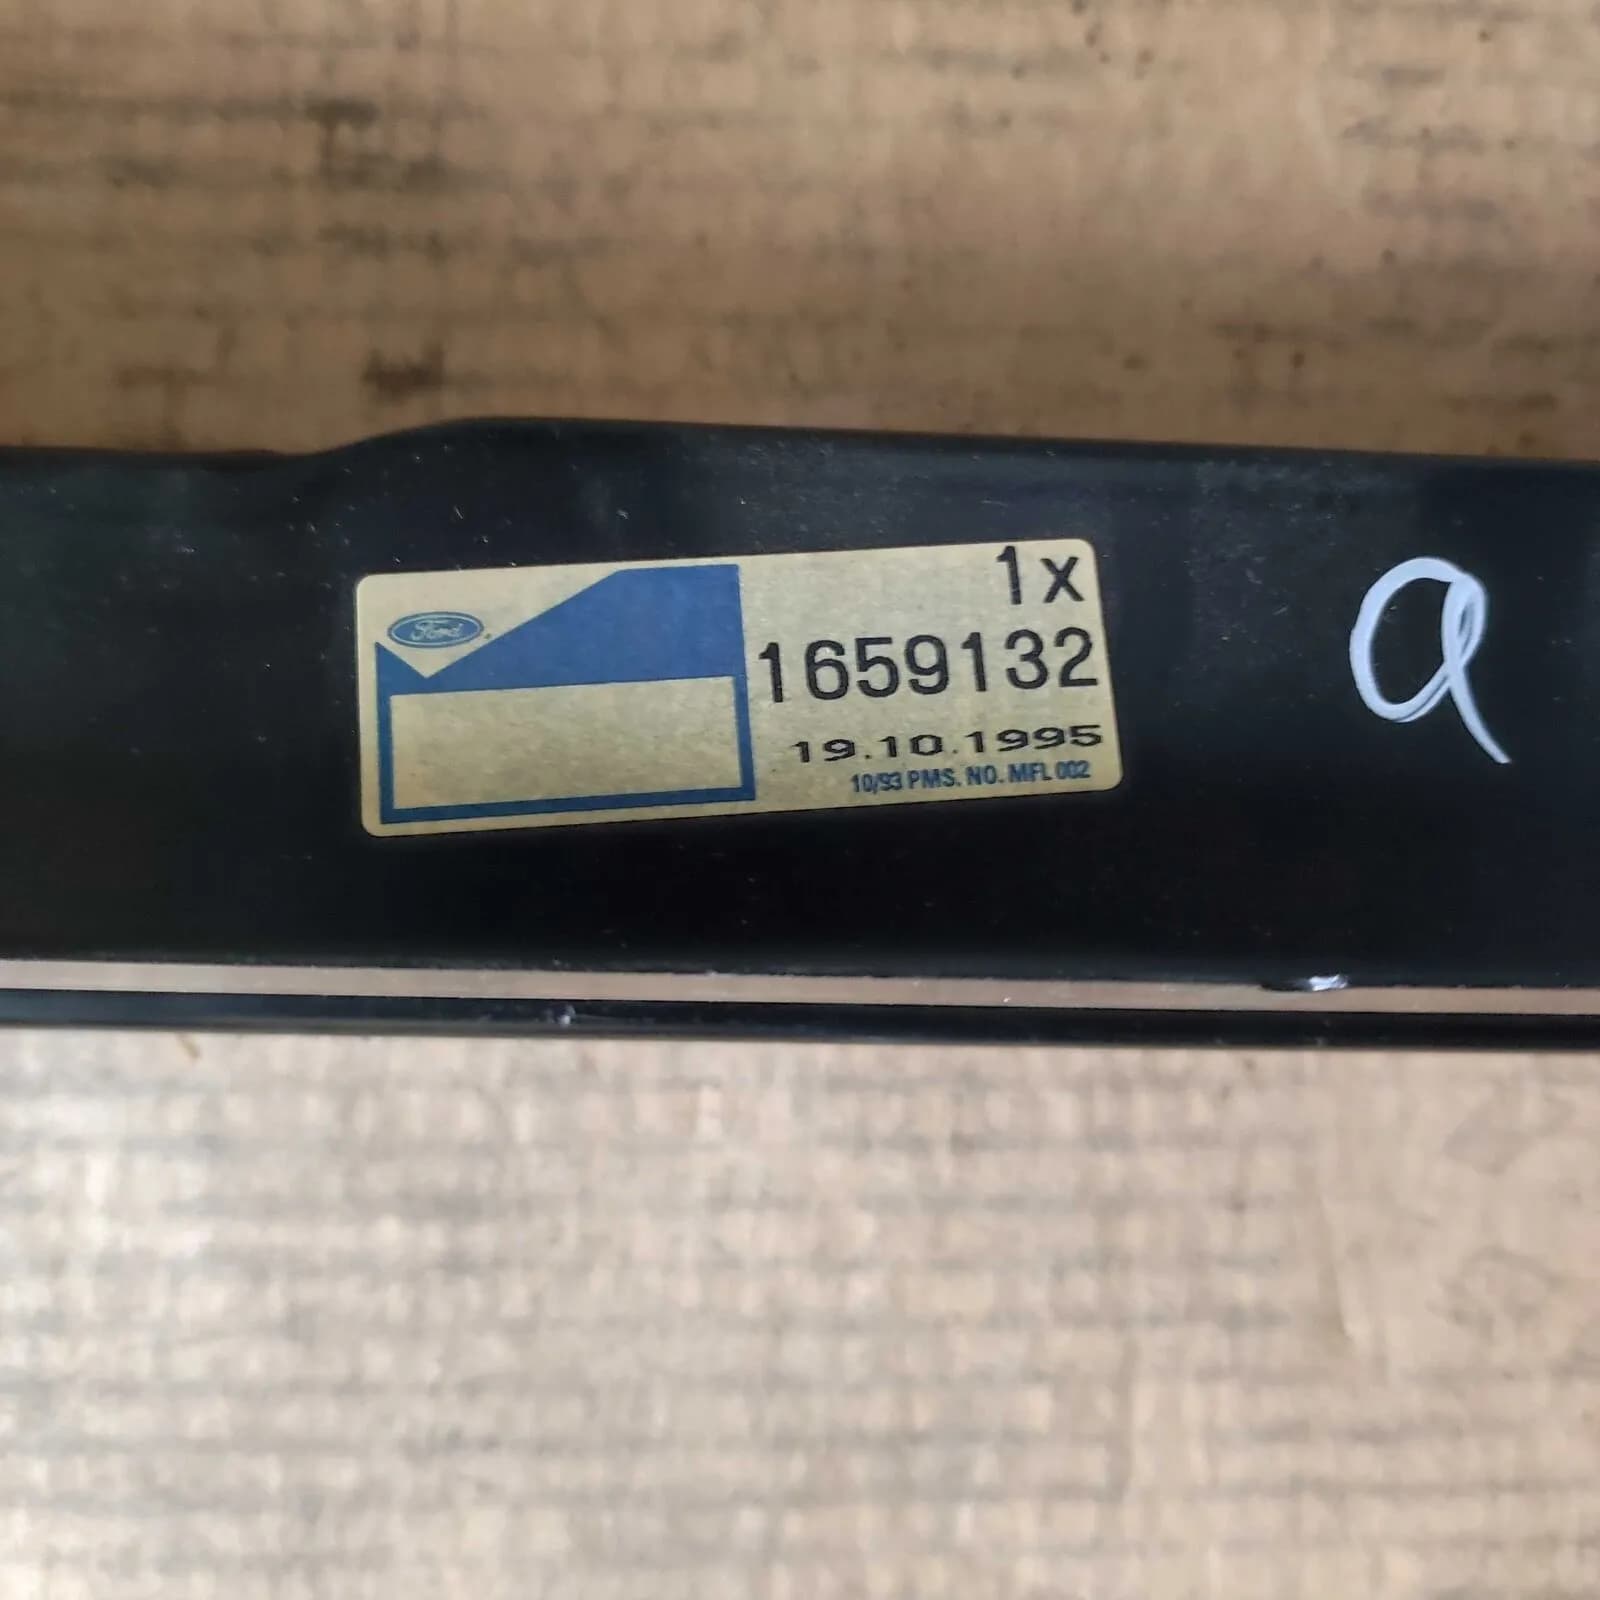 Ford
1x
1659132
19.10.1995
10/93 PMS. NO. MFL 002
a